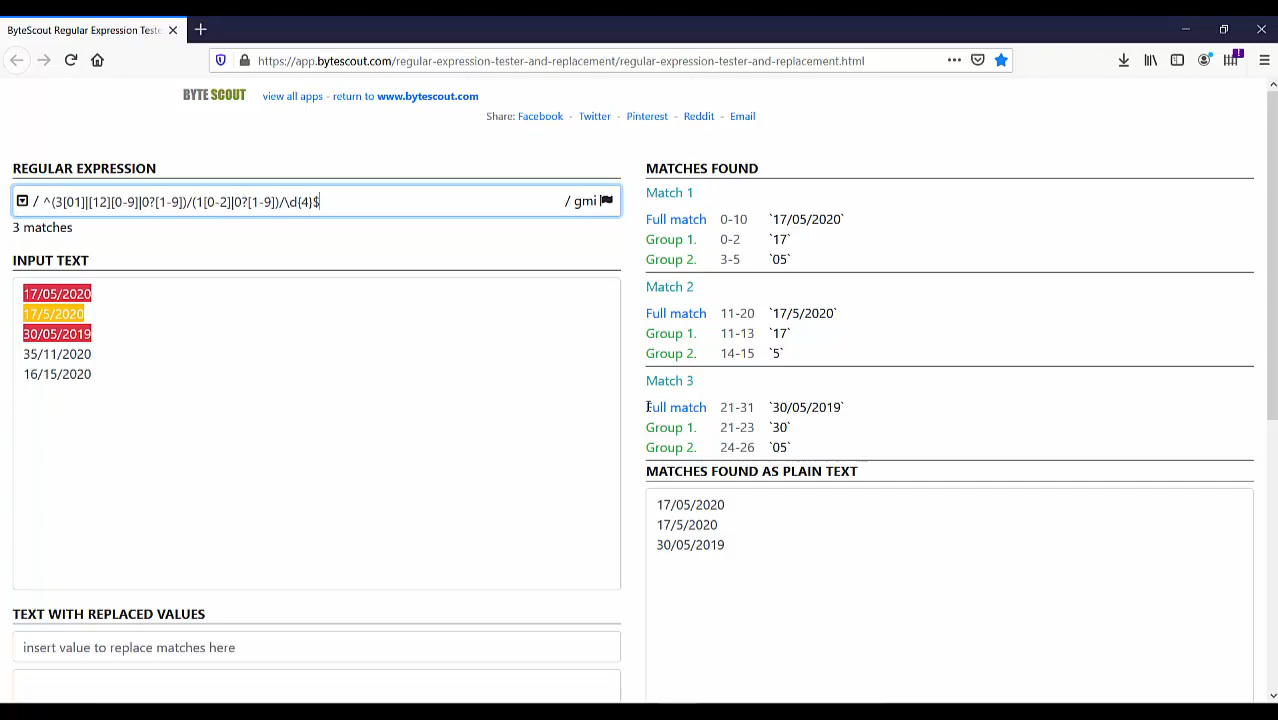 ByteScout Regular Expression Teste
https://app.bytescout.com/regular-expression-tester-and-replacement/regular-expression-tester-and-replacement.html
BYTE SCOUT view all apps - return to www.bytescout.com
Share: Facebook - Twitter - Pinterest - Reddit - Email
REGULAR EXPRESSION
/ ^(3[01]|[12][0-9]|0?[1-9])/(1[0-2]|0?[1-9])/\d{4}$ / gmi
3 matches
INPUT TEXT
17/05/2020
17/5/2020
30/05/2019
35/11/2020
16/15/2020
TEXT WITH REPLACED VALUES
insert value to replace matches here
MATCHES FOUND
Match 1
Full match 0-10 `17/05/2020`
Group 1. 0-2 `17`
Group 2. 3-5 `05`
Match 2
Full match 11-20 `17/5/2020`
Group 1. 11-13 `17`
Group 2. 14-15 `5`
Match 3
Full match 21-31 `30/05/2019`
Group 1. 21-23 `30`
Group 2. 24-26 `05`
MATCHES FOUND AS PLAIN TEXT
17/05/2020
17/5/2020
30/05/2019